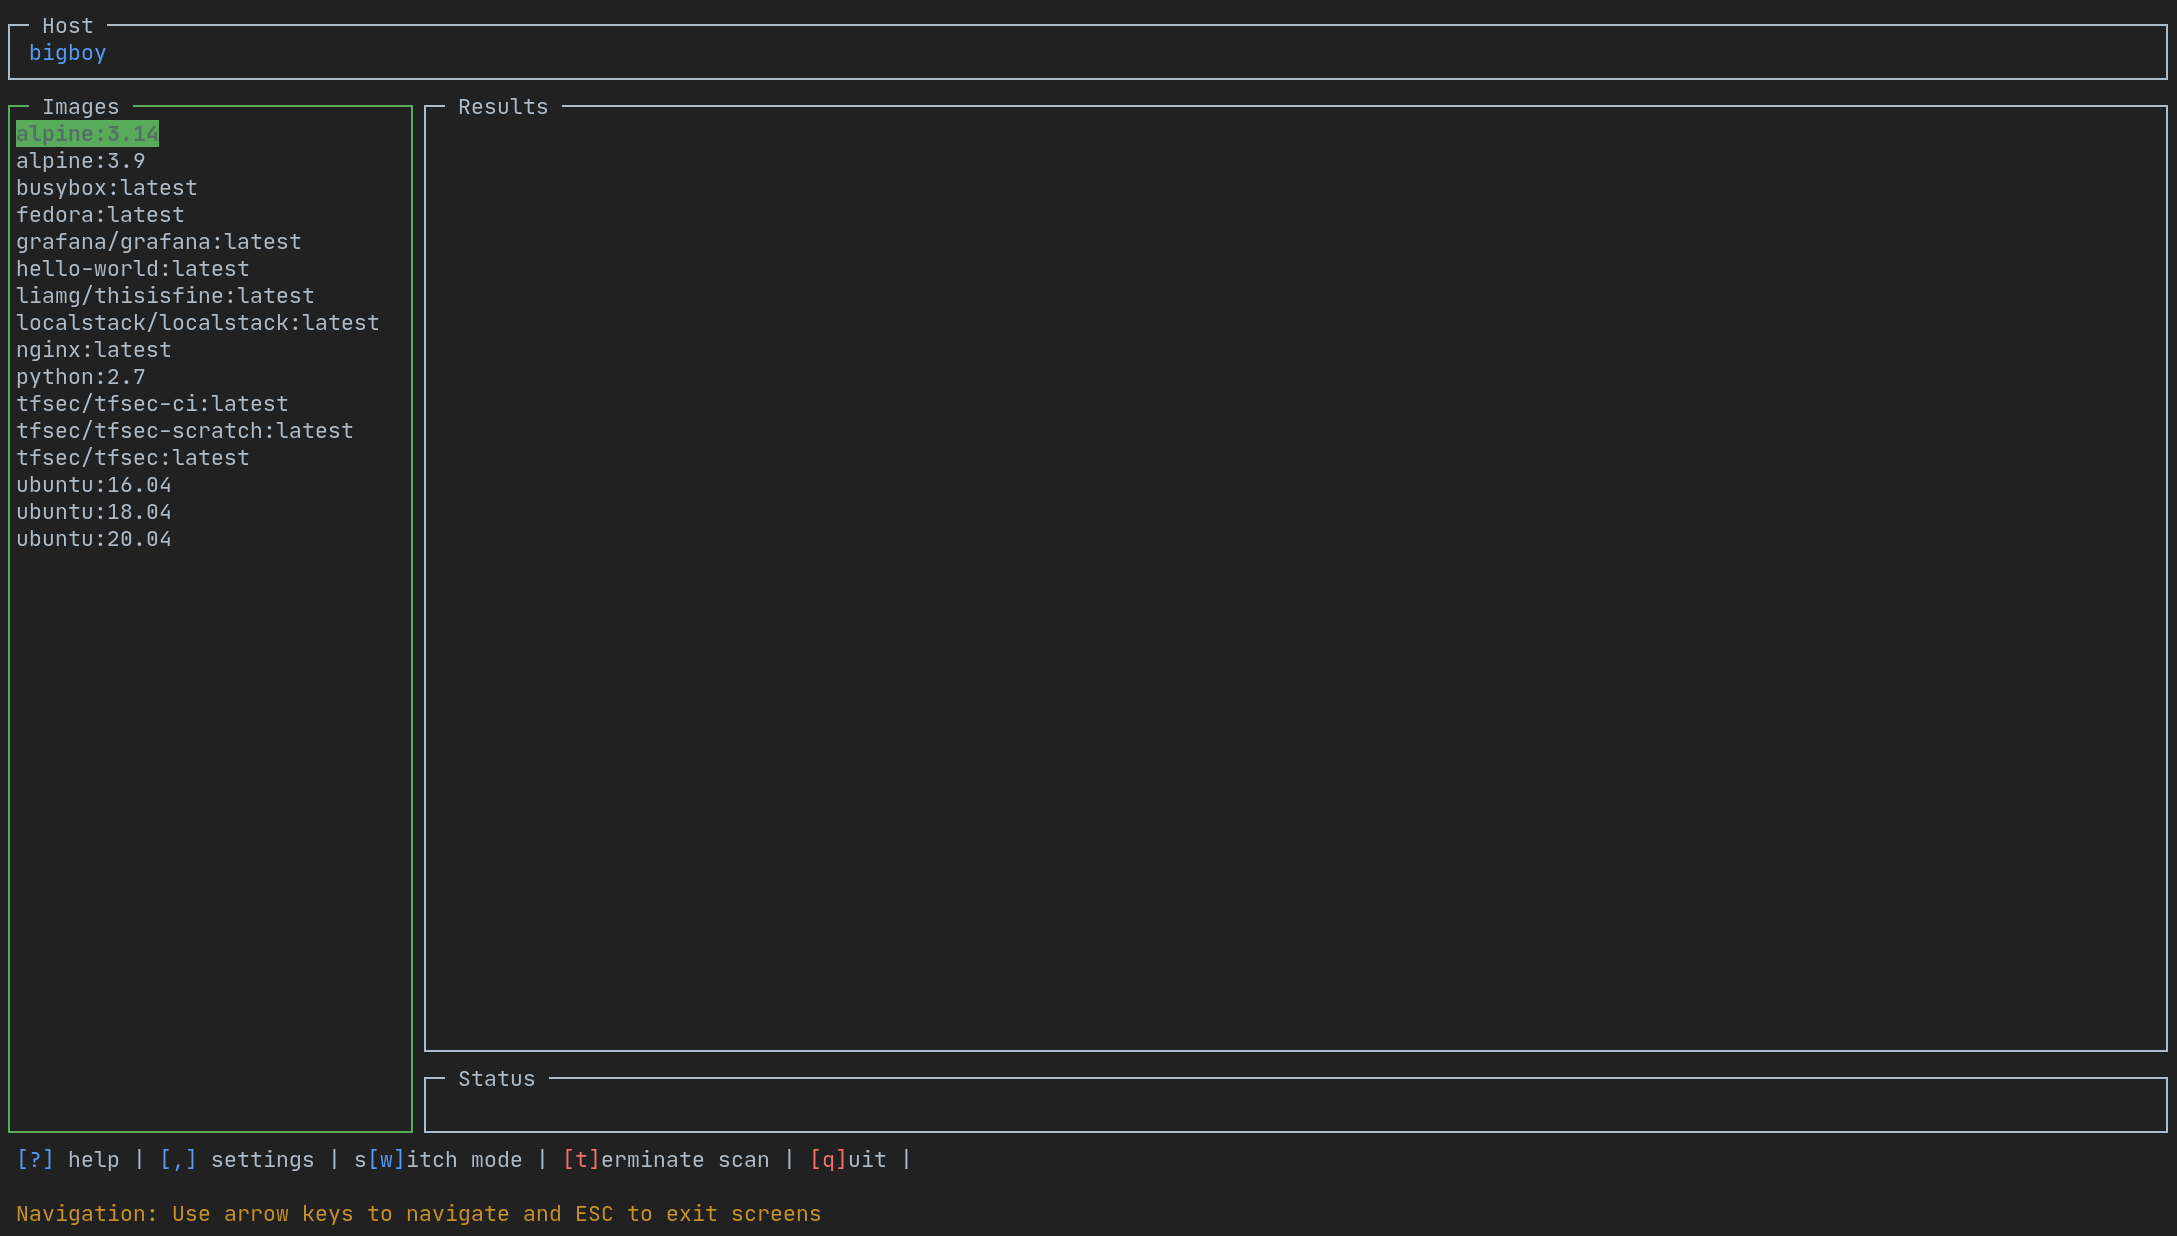 Host
bigboy
Images
alpine:3.14
alpine:3.9
busybox:latest
fedora:latest
grafana/grafana:latest
hello-world:latest
liamg/thisisfine:latest
localstack/localstack:latest
nginx:latest
python:2.7
tfsec/tfsec-ci:latest
tfsec/tfsec-scratch:latest
tfsec/tfsec:latest
ubuntu:16.04
ubuntu:18.04
ubuntu:20.04
Results
Status
[?] help | [,] settings | s[w]itch mode | [t]erminate scan | [q]uit |
Navigation: Use arrow keys to navigate and ESC to exit screens